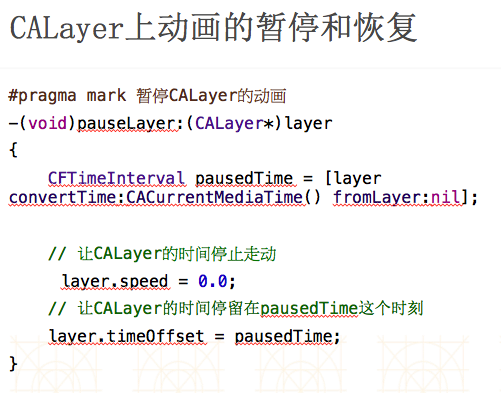 CALayer上动画的暂停和恢复
#pragma mark 暂停CALayer的动画
-(void)pauseLayer:(CALayer*)layer
{
CFTimeInterval pausedTime = [layer
convertTime:CACurrentMediaTime() fromLayer:nil];
// 让CALayer的时间停止走动
layer.speed = 0.0;
// 让CALayer的时间停留在pausedTime这个时刻
layer.timeOffset = pausedTime;
}